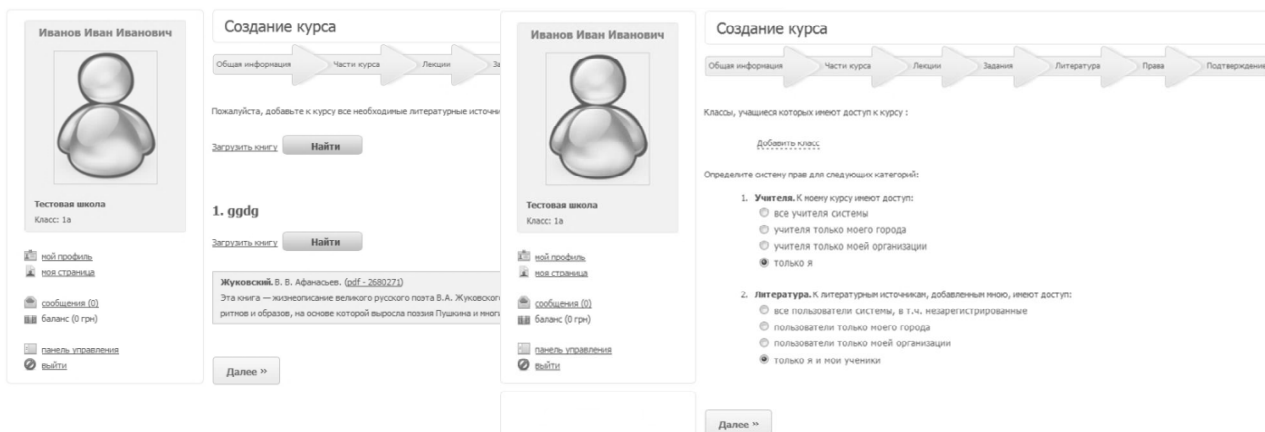 Иванов Иван Иванович
Тестовая школа
Класс: 1а
мой профиль
моя страница
сообщения (0)
баланс (0 грн)
панель управления
выйти
Создание курса
Общая информация
Части курса
Лекции
За
Пожалуйста, добавьте к курсу все необходимые литературные источни
Загрузить книгу Найти
1. ggdg
Загрузить книгу Найти
Жуковский. В. В. Афанасьев. (pdf - 2680271)
Эта книга — жизнеописание великого русского поэта В.А. Жуковског
ритмов и образов, на основе которой выросла поэзия Пушкина и многи
Далее »
Иванов Иван Иванович
Тестовая школа
Класс: 1а
мой профиль
моя страница
сообщения (0)
баланс (0 грн)
панель управления
выйти
Создание курса
Общая информация
Части курса
Лекции
Задания
Литература
Права
Подтверждение
Классы, учащиеся которых имеют доступ к курсу :
Добавить класс
Определите систему прав для следующих категорий:
1. Учителя. К моему курсу имеют доступ:
все учителя системы
учителя только моего города
учителя только моей организации
только я
2. Литература. К литературным источникам, добавленным мною, имеют доступ:
все пользователи системы, в т.ч. незарегистрированные
пользователи только моего города
пользователи только моей организации
только я и мои ученики
Далее »